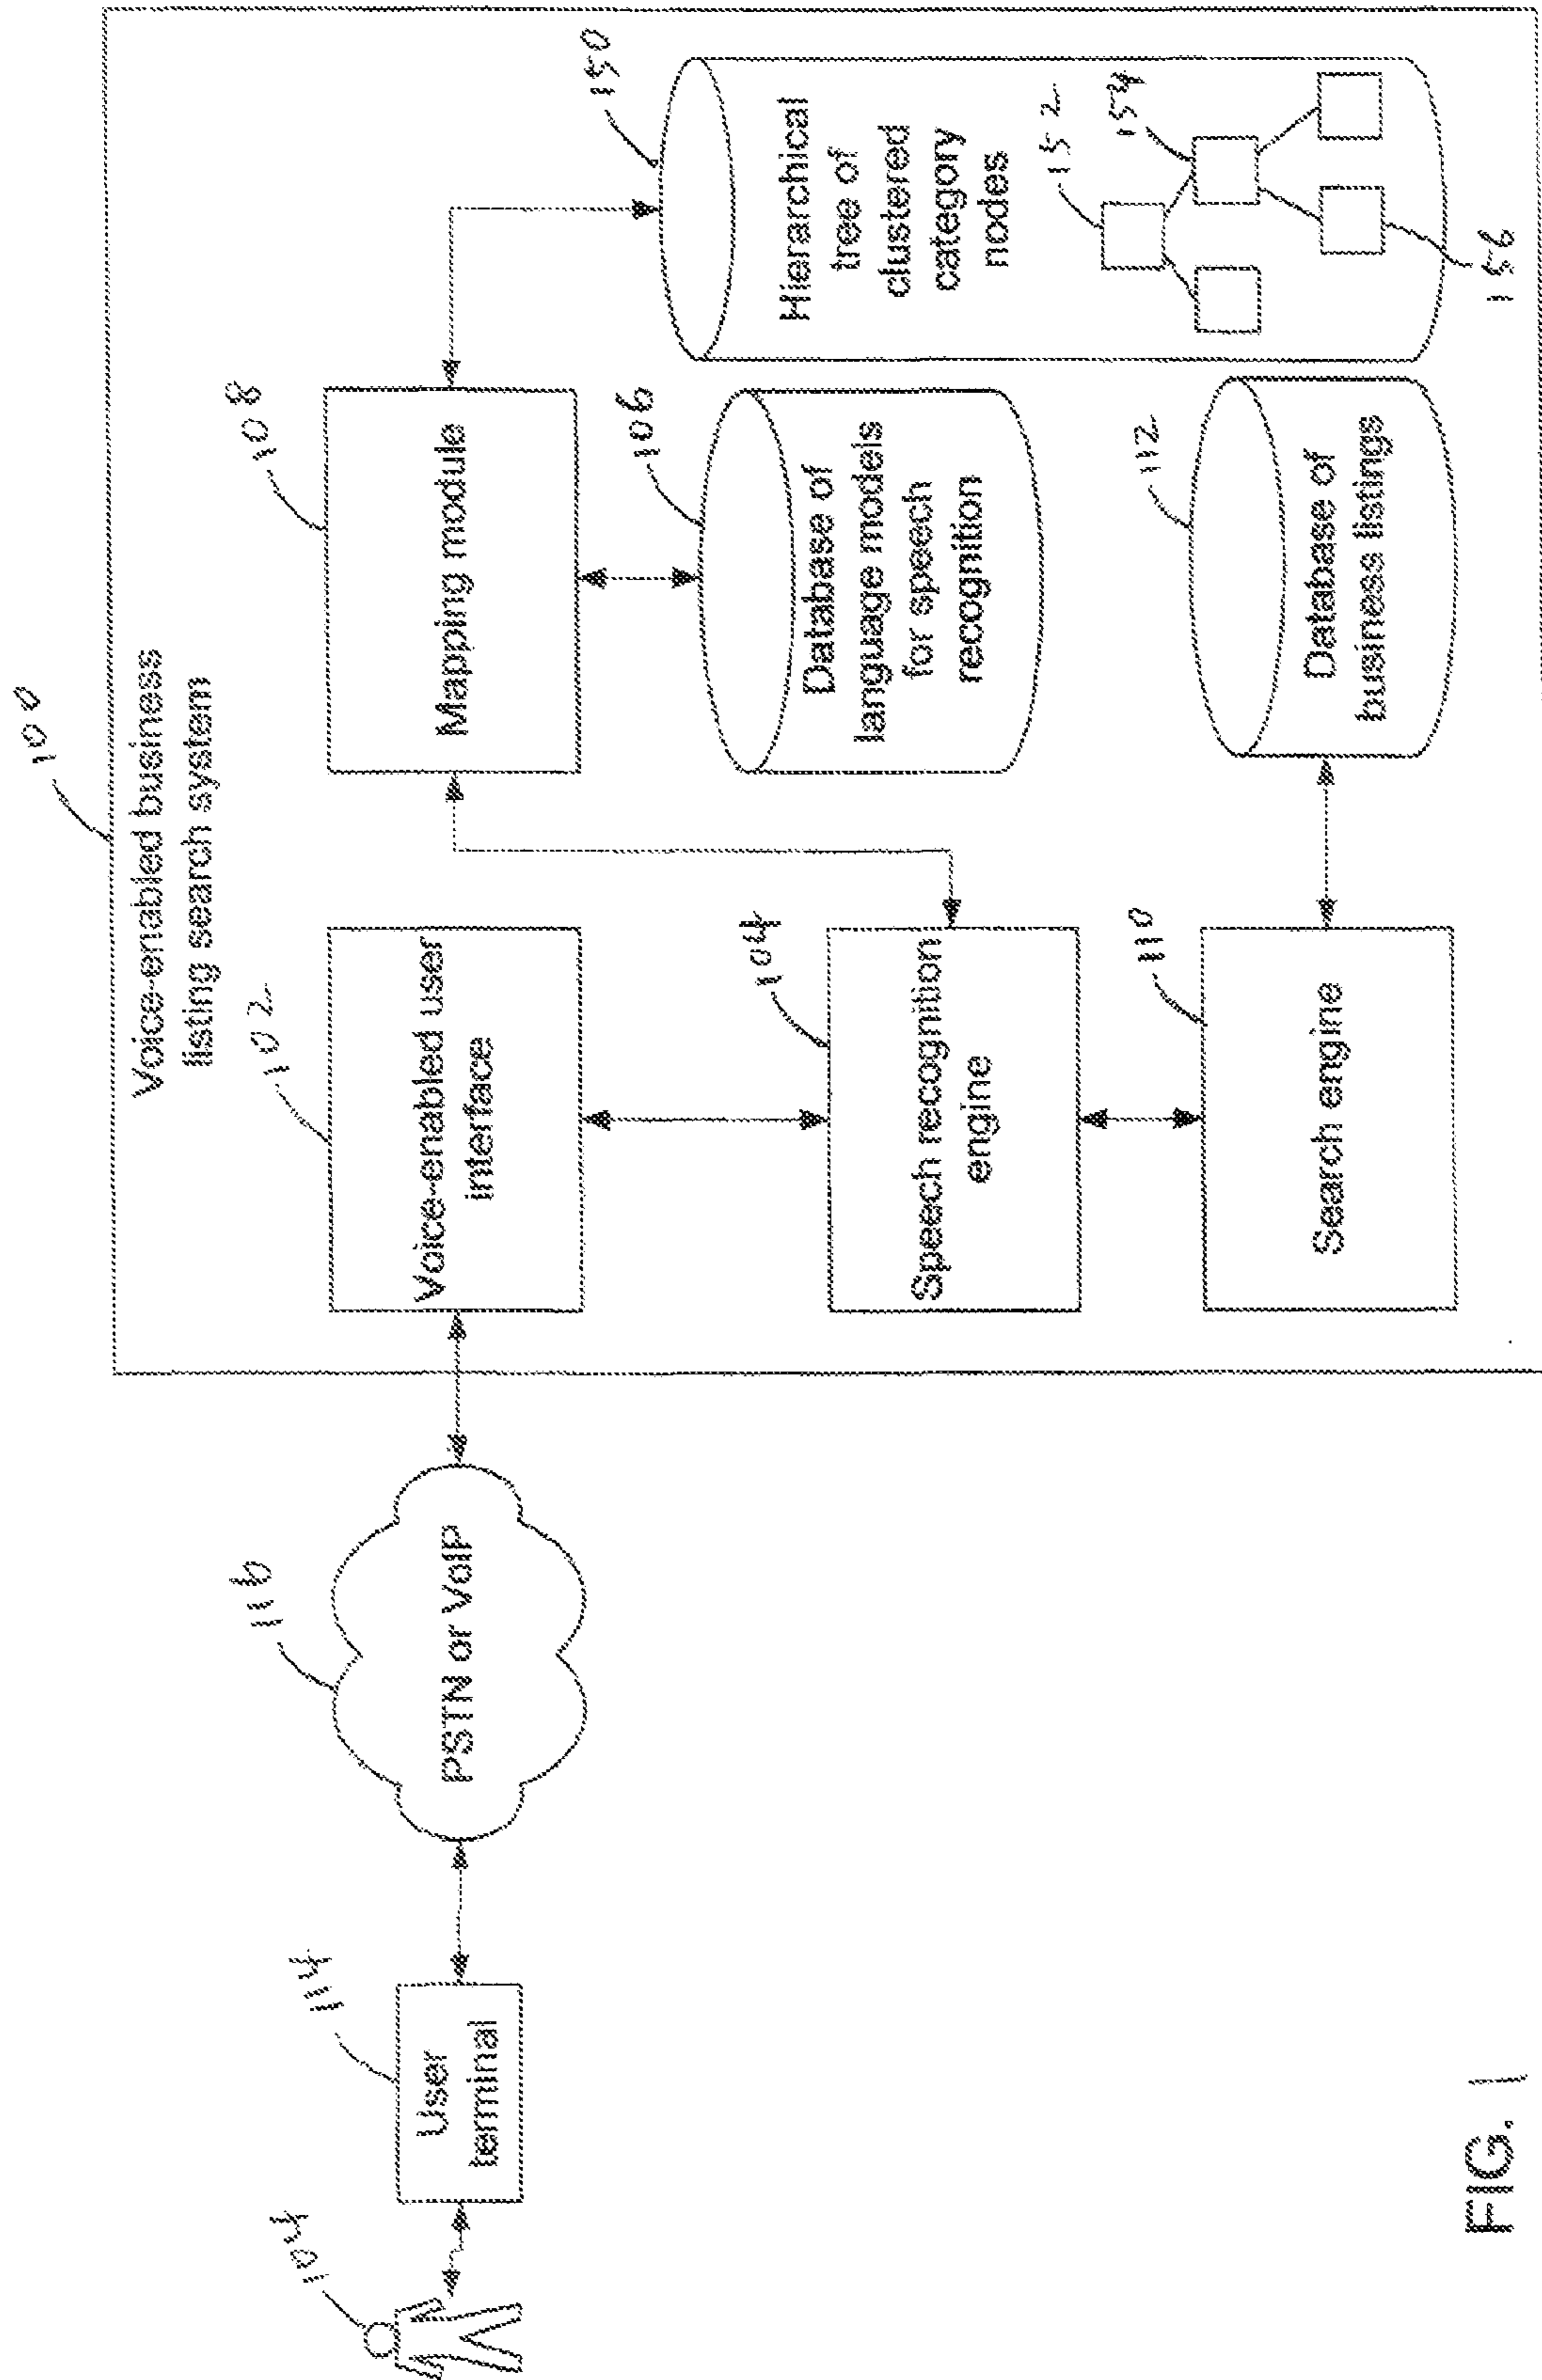 100
Voice-enabled business
listing search system
104
114
User
terminal
116
PSTN or VoIP
102
Voice-enabled user
interface
108
Mapping module
150
Hierarchical
tree of
clustered
category
nodes
152
154
156
106
Database of
language models
for speech
recognition
104
Speech recognition
engine
110
Search engine
112
Database of
business listings
FIG. 1